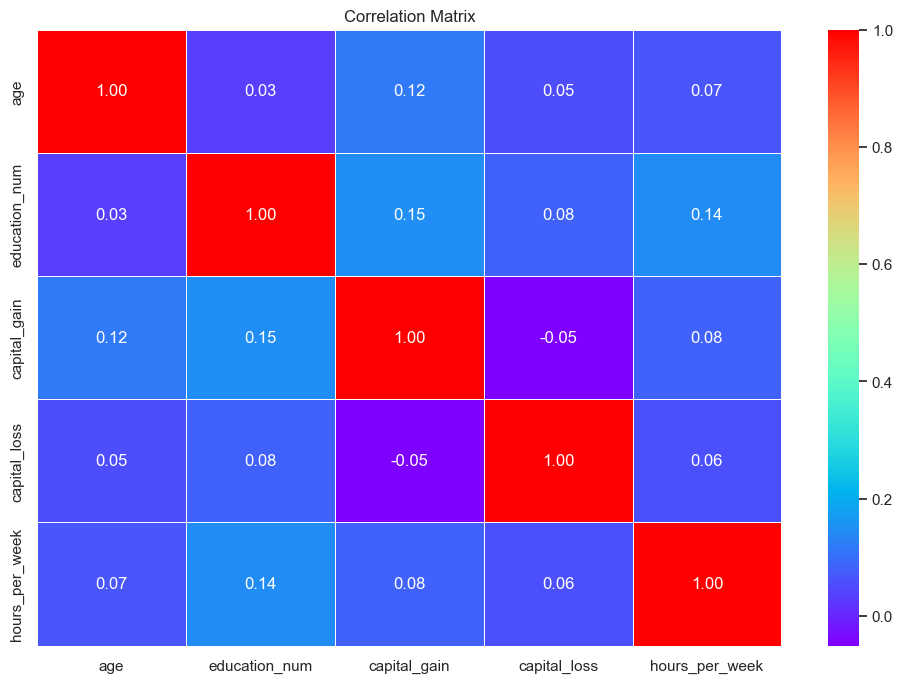 Correlation Matrix
age 1.00 0.03 0.12 0.05 0.07
education_num 0.03 1.00 0.15 0.08 0.14
capital_gain 0.12 0.15 1.00 -0.05 0.08
capital_loss 0.05 0.08 -0.05 1.00 0.06
hours_per_week 0.07 0.14 0.08 0.06 1.00
age education_num capital_gain capital_loss hours_per_week
1.0
0.8
0.6
0.4
0.2
0.0